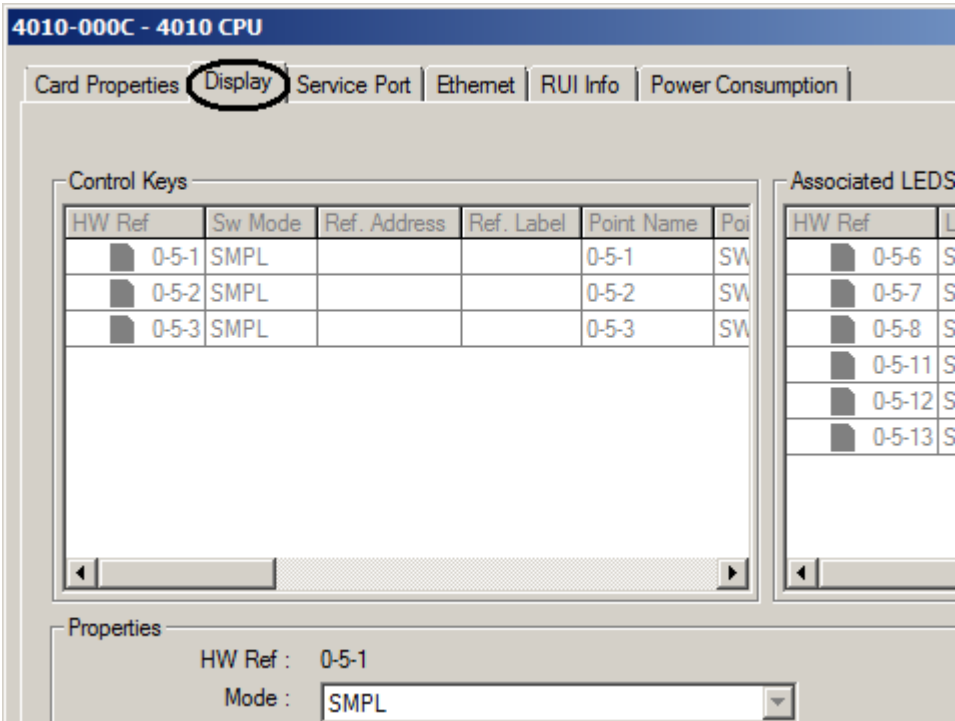 4010-000C - 4010 CPU
Card Properties Display Service Port Ethernet RUI Info Power Consumption
Control Keys Associated LEDS
HW Ref Sw Mode Ref. Address Ref. Label Point Name Poi HW Ref L
0-5-1 SMPL 0-5-1 SW 0-5-6 S
0-5-2 SMPL 0-5-2 SW 0-5-7 S
0-5-3 SMPL 0-5-3 SW 0-5-8 S
0-5-11 S
0-5-12 S
0-5-13 S
Properties
HW Ref : 0-5-1
Mode : SMPL